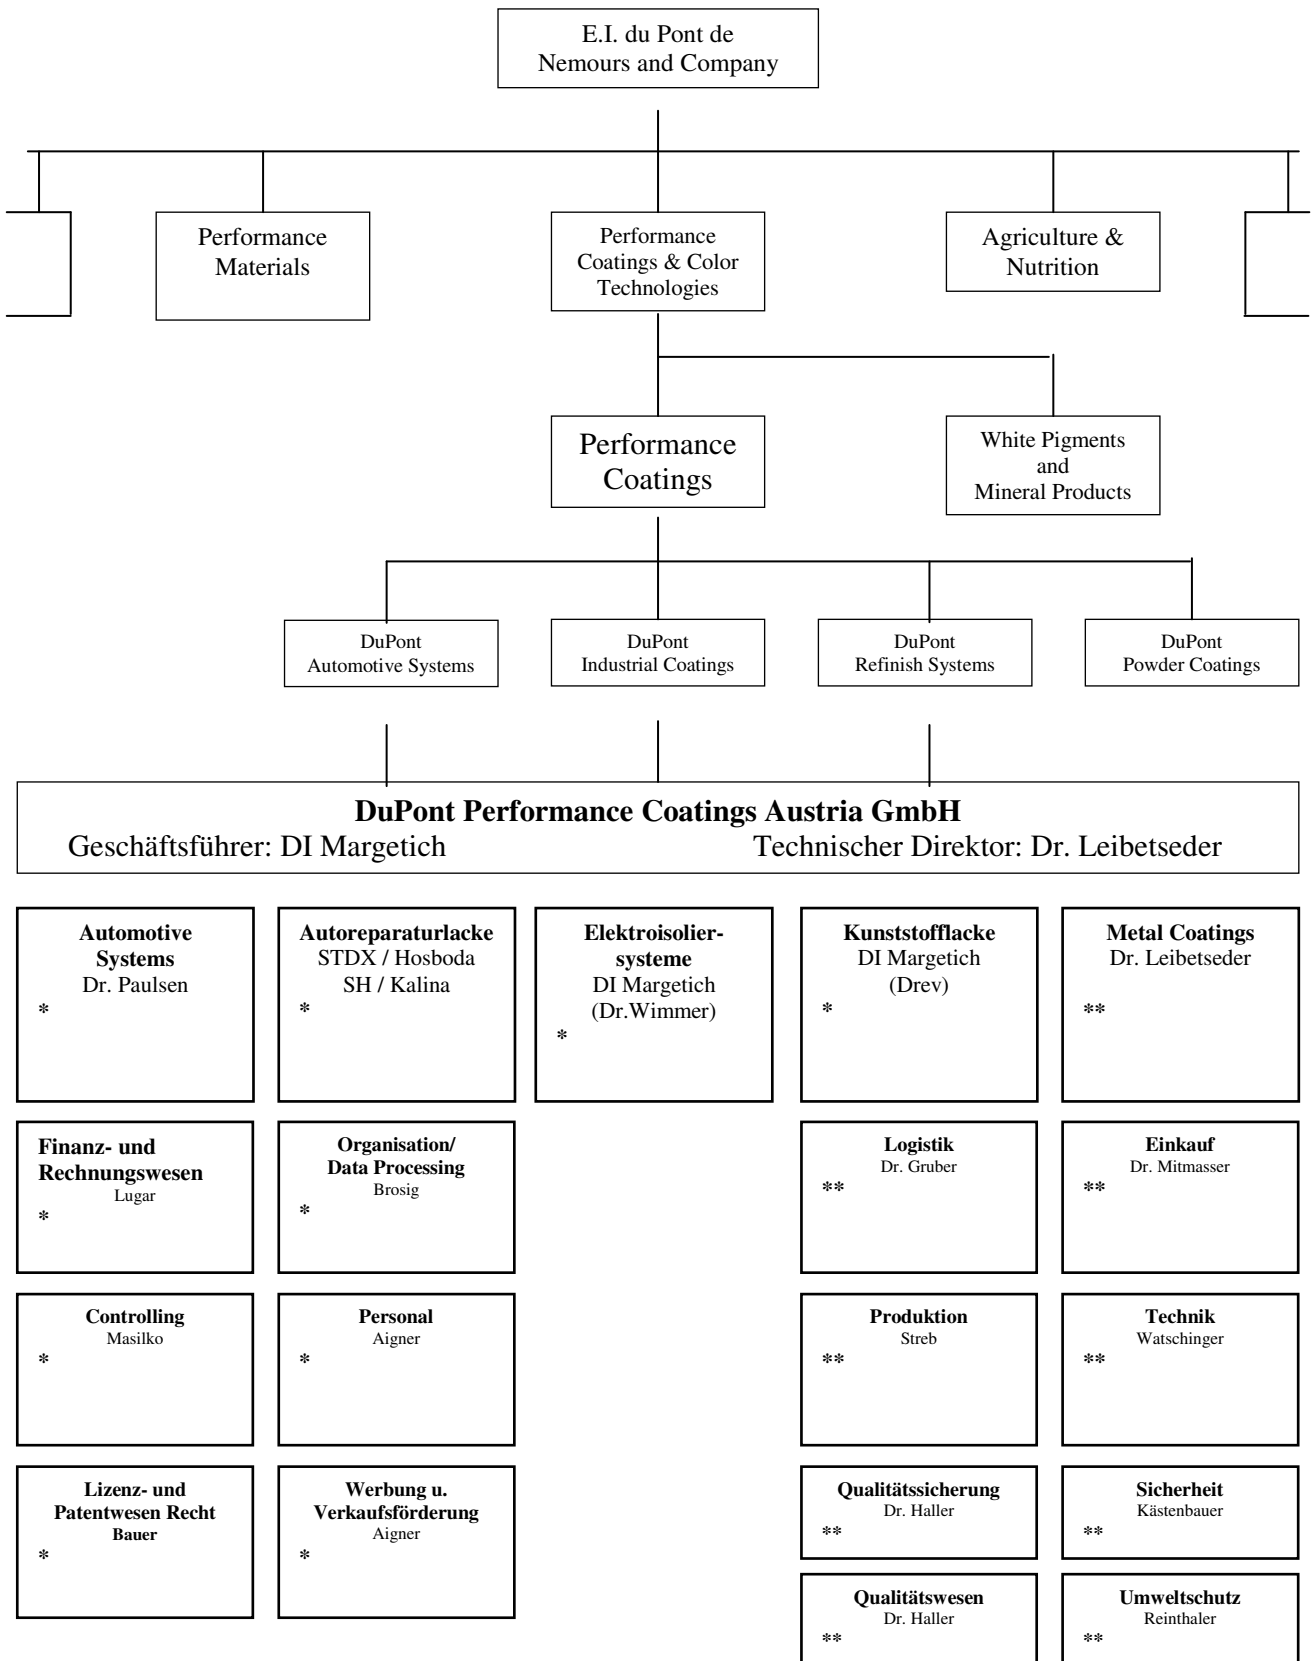 E.I. du Pont de
Nemours and Company
Performance
Materials
Performance
Coatings & Color
Technologies
Agriculture &
Nutrition
Performance
Coatings
White Pigments
and
Mineral Products
DuPont
Automotive Systems
DuPont
Industrial Coatings
DuPont
Refinish Systems
DuPont
Powder Coatings
DuPont Performance Coatings Austria GmbH
Geschäftsführer: DI Margetich
Technischer Direktor: Dr. Leibetseder
Automotive
Systems
Dr. Paulsen
*
Autoreparaturlacke
STDX / Hosboda
SH / Kalina
*
Elektroisolier-
systeme
DI Margetich
(Dr.Wimmer)
*
Kunststofflacke
DI Margetich
(Drev)
*
Metal Coatings
Dr. Leibetseder
**
Finanz- und
Rechnungswesen
Lugar
*
Organisation/
Data Processing
Brosig
*
Logistik
Dr. Gruber
**
Einkauf
Dr. Mitmasser
**
Controlling
Masilko
*
Personal
Aigner
*
Produktion
Streb
**
Technik
Watschinger
**
Lizenz- und
Patentwesen Recht
Bauer
*
Werbung u.
Verkaufsförderung
Aigner
*
Qualitätssicherung
Dr. Haller
**
Sicherheit
Kästenbauer
**
Qualitätswesen
Dr. Haller
**
Umweltschutz
Reinthaler
**